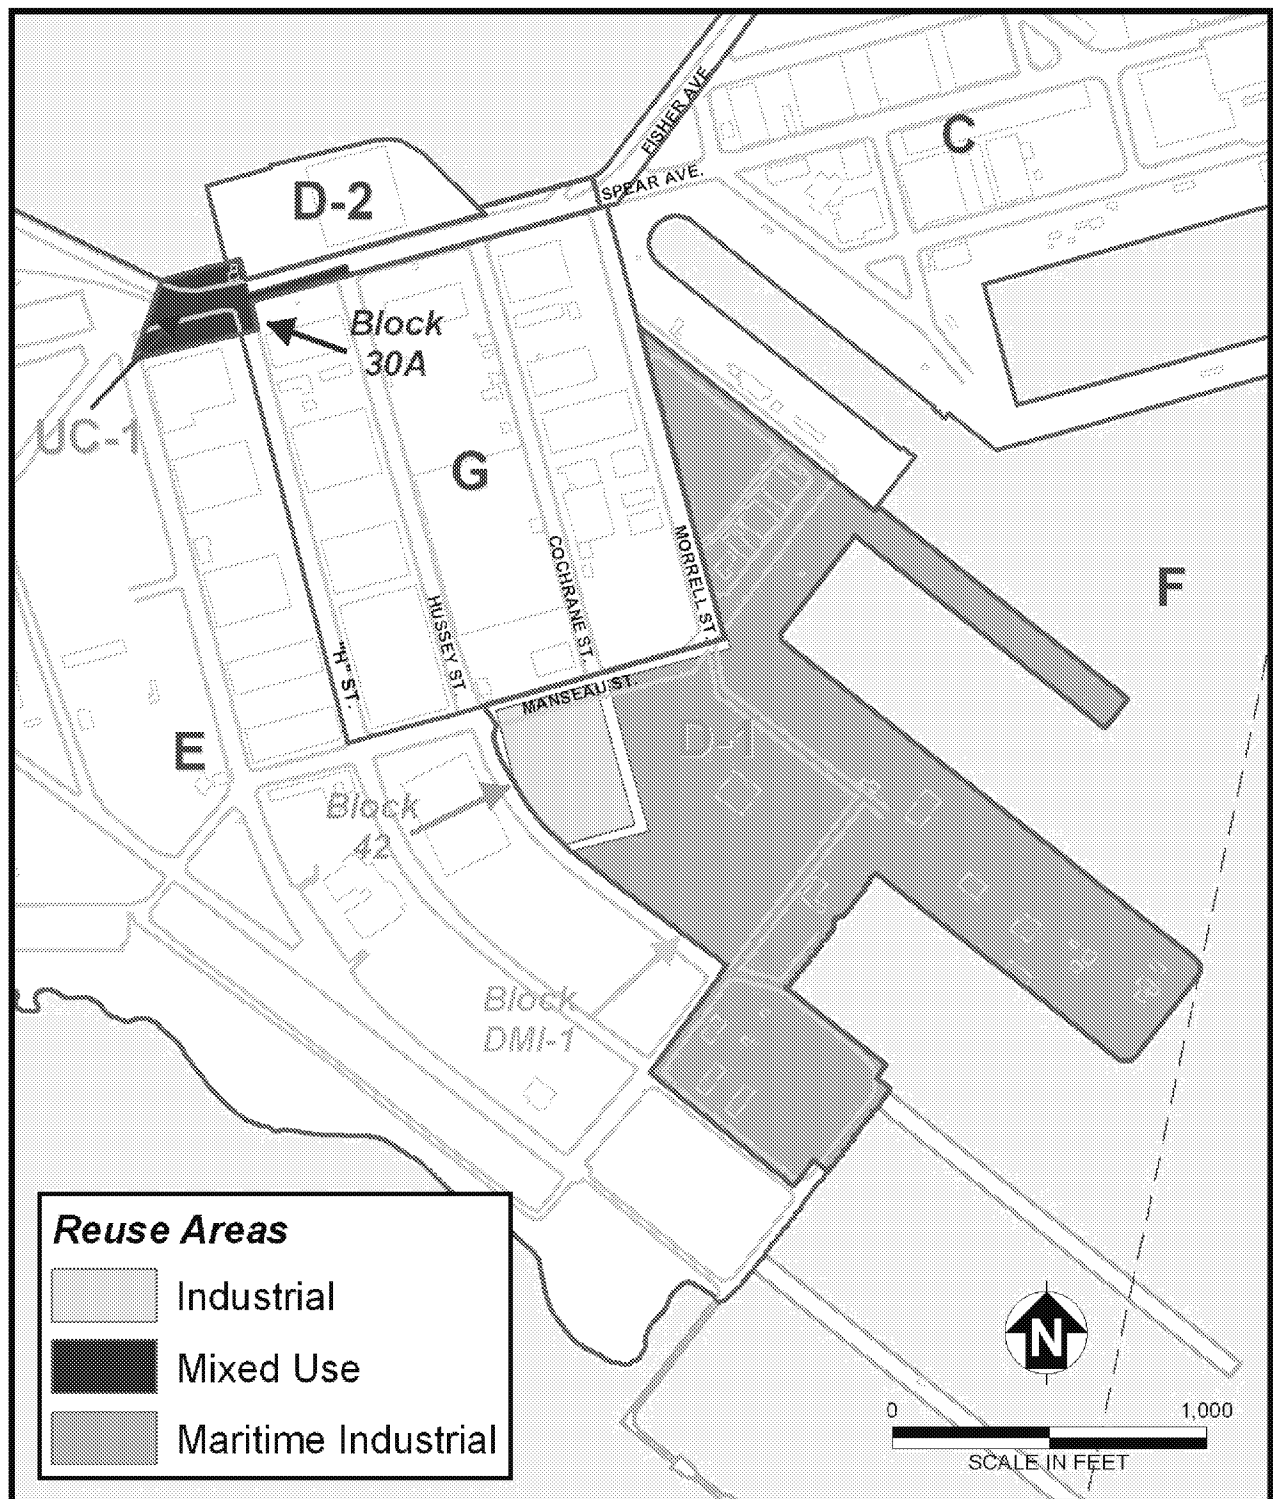 FISHER AVE.
C
SPEAR AVE.
D-2
Block
30A
UC-1
G
F
COCHRANE ST.
MORRELL ST.
HUSSEY ST
"H" ST.
MANSEAU ST.
E
D-1
Block
42
Block
DMI-1
Reuse Areas
Industrial
Mixed Use
Maritime Industrial
N
0 1,000
SCALE IN FEET